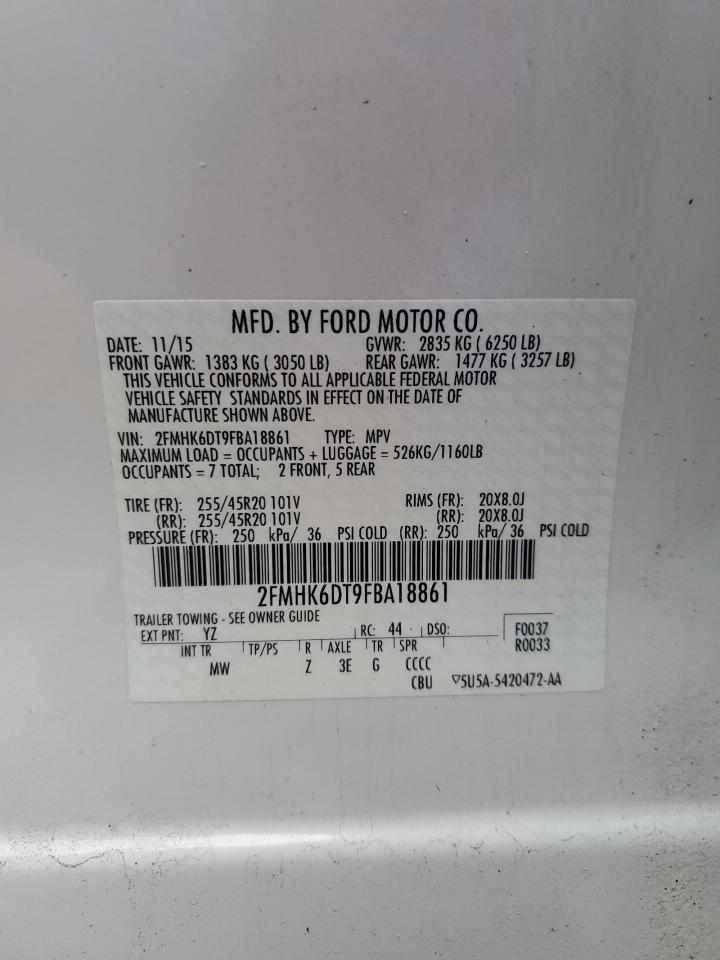 MFD. BY FORD MOTOR CO.
DATE: 11/15 GVWR: 2835 KG ( 6250 LB)
FRONT GAWR: 1383 KG ( 3050 LB) REAR GAWR: 1477 KG ( 3257 LB)
THIS VEHICLE CONFORMS TO ALL APPLICABLE FEDERAL MOTOR
VEHICLE SAFETY STANDARDS IN EFFECT ON THE DATE OF
MANUFACTURE SHOWN ABOVE.
VIN: 2FMHK6DT9FBA18861 TYPE: MPV
MAXIMUM LOAD = OCCUPANTS + LUGGAGE = 526KG/1160LB
OCCUPANTS = 7 TOTAL; 2 FRONT, 5 REAR
TIRE (FR): 255/45R20 101V RIMS (FR): 20X8.0J
(RR): 255/45R20 101V (RR): 20X8.0J
PRESSURE (FR): 250 kPa/ 36 PSI COLD (RR): 250 kPa/ 36 PSI COLD
2FMHK6DT9FBA18861
TRAILER TOWING - SEE OWNER GUIDE
EXT PNT: YZ RC: 44 DSO: F0037
INT TR TP/PS R AXLE TR SPR R0033
MW Z 3E G CCCC
CBU ▽5U5A-5420472-AA